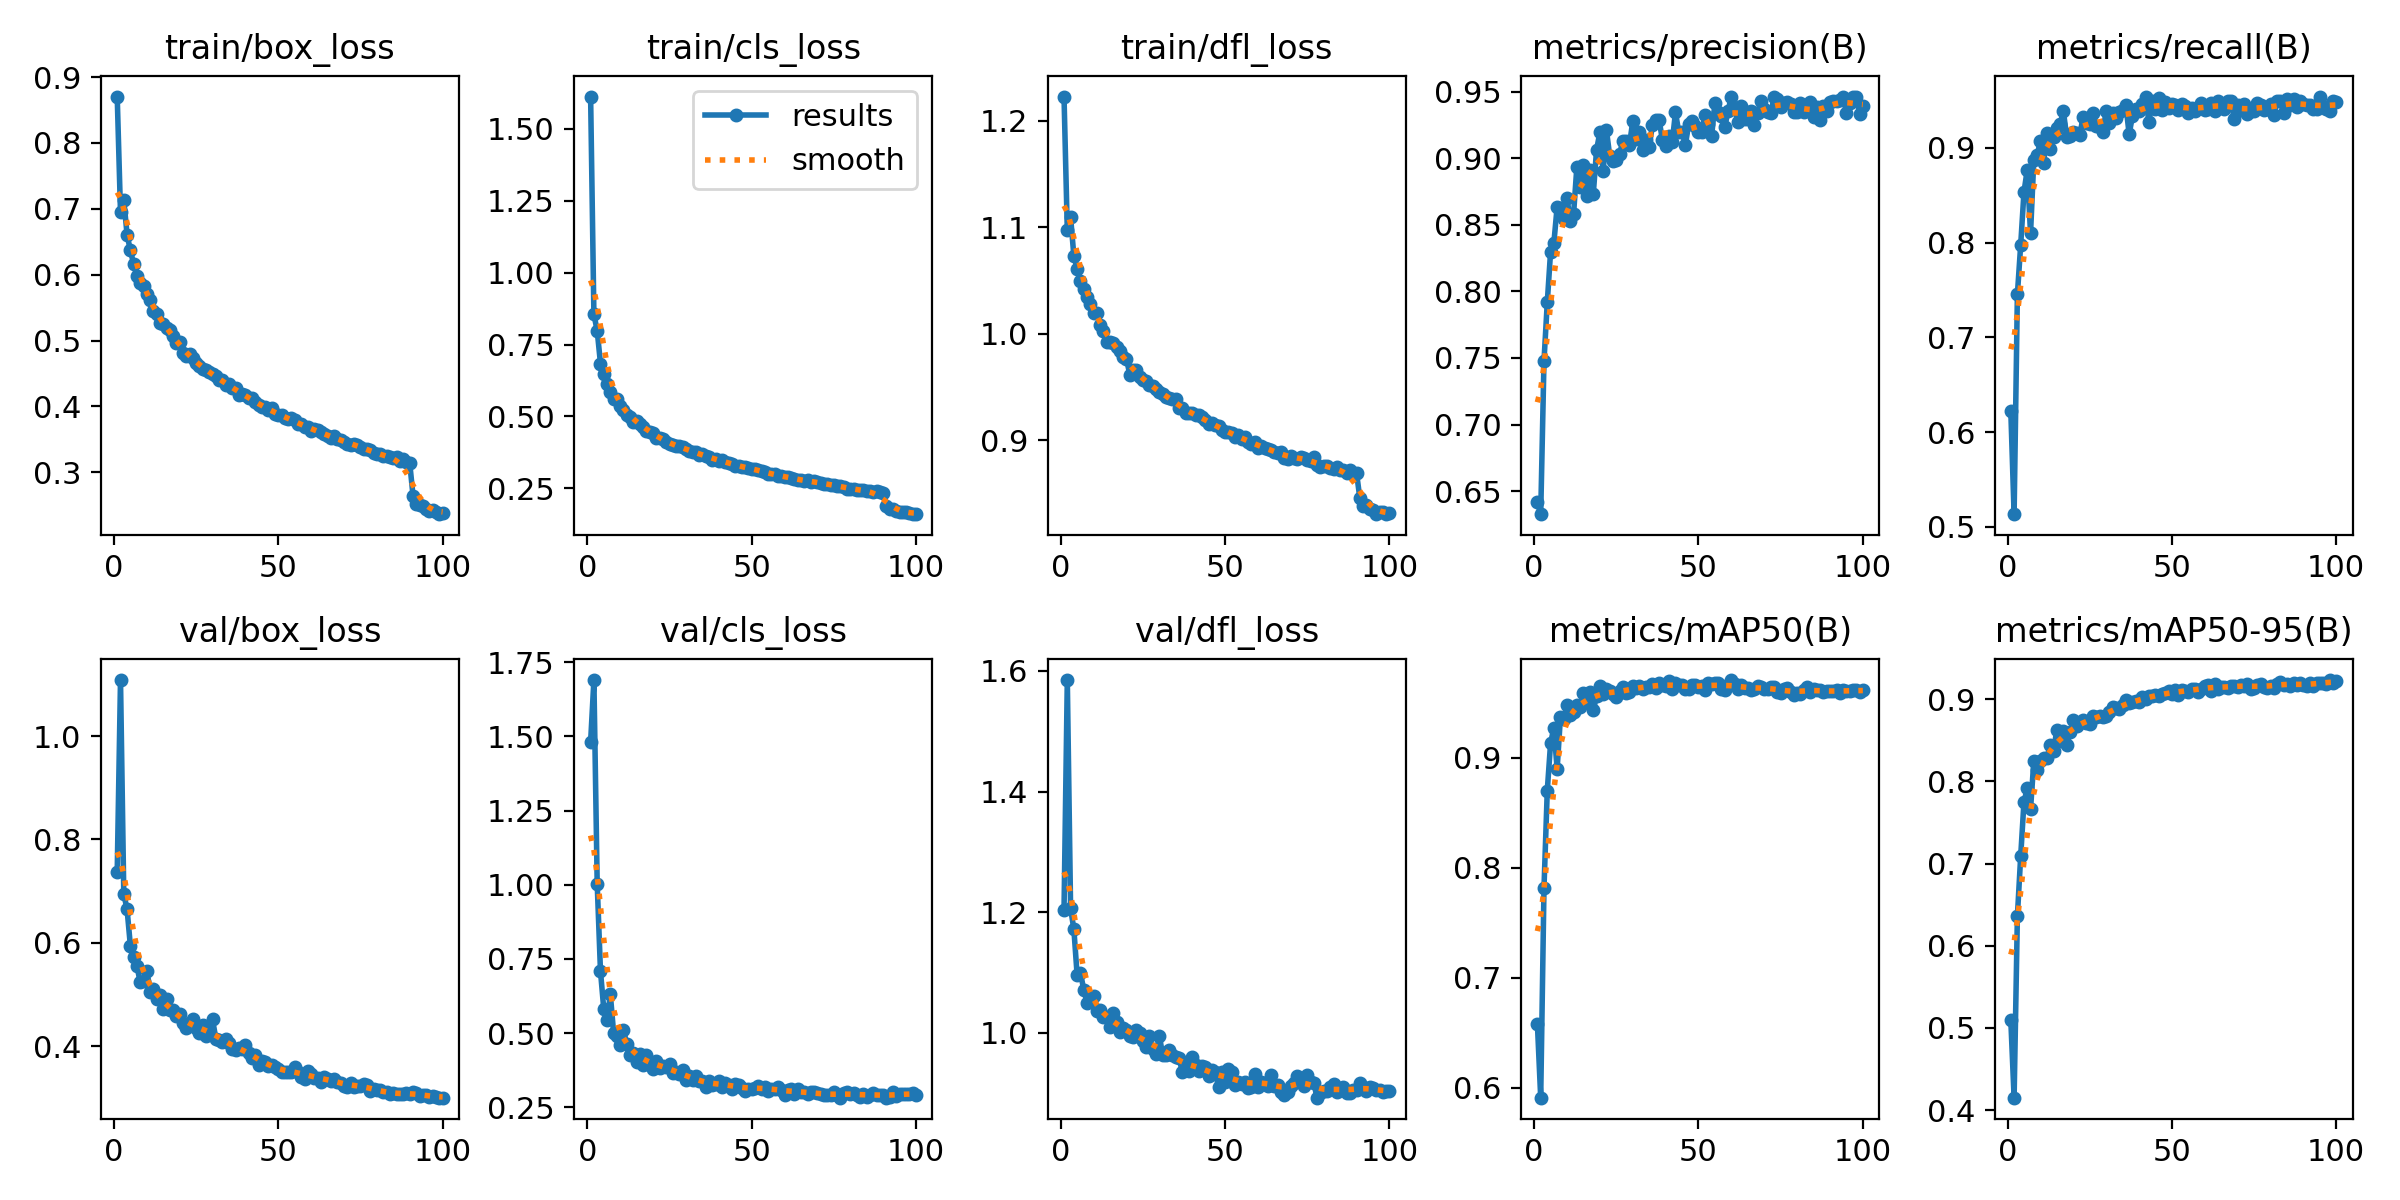 train/box_loss
0.9
0.8
0.7
0.6
0.5
0.4
0.3
0 50 100
train/cls_loss
results
smooth
1.50
1.25
1.00
0.75
0.50
0.25
0 50 100
train/dfl_loss
1.2
1.1
1.0
0.9
0 50 100
metrics/precision(B)
0.95
0.90
0.85
0.80
0.75
0.70
0.65
0 50 100
metrics/recall(B)
0.9
0.8
0.7
0.6
0.5
0 50 100
val/box_loss
1.0
0.8
0.6
0.4
0 50 100
val/cls_loss
1.75
1.50
1.25
1.00
0.75
0.50
0.25
0 50 100
val/dfl_loss
1.6
1.4
1.2
1.0
0 50 100
metrics/mAP50(B)
0.9
0.8
0.7
0.6
0 50 100
metrics/mAP50-95(B)
0.9
0.8
0.7
0.6
0.5
0.4
0 50 100